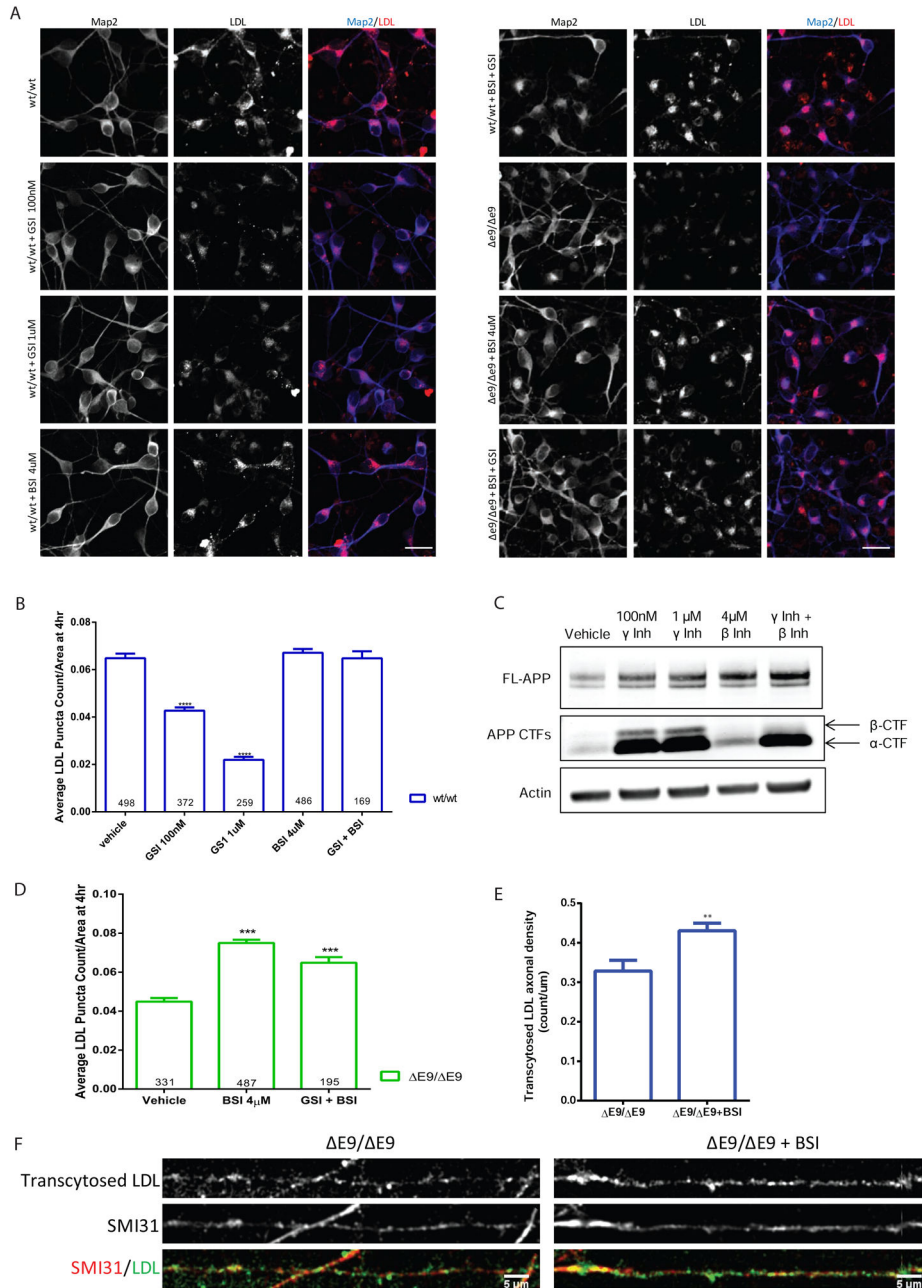 A
Map2 LDL Map2/LDL
wt/wt
wt/wt + GSI 100nM
wt/wt + GSI 1uM
wt/wt + BSI 4uM
Map2 LDL Map2/LDL
wt/wt + BSI + GSI
Δe9/Δe9
Δe9/Δe9 + BSI 4uM
Δe9/Δe9 + BSI + GSI
B
Average LDL Puncta Count/Area at 4hr
0.08
0.06
0.04
0.02
0.00
****
****
498 372 259 486 169
vehicle
GSI 100nM
GS1 1uM
BSI 4uM
GSI + BSI
wt/wt
C
Vehicle
100nM
γ Inh
1 µM
γ Inh
4µM
β Inh
γ Inh +
β Inh
FL-APP
APP CTFs
β-CTF
α-CTF
Actin
D
Average LDL Puncta Count/Area at 4hr
0.10
0.08
0.06
0.04
0.02
0.00
***
***
331 487 195
Vehicle BSI 4µM GSI + BSI
ΔE9/ΔE9
E
Transcytosed LDL axonal density
(count/um)
0.5
0.4
0.3
0.2
0.1
0.0
**
ΔE9/ΔE9 ΔE9/ΔE9+BSI
F
ΔE9/ΔE9 ΔE9/ΔE9 + BSI
Transcytosed LDL
SMI31
SMI31/LDL
5 µm
5 µm